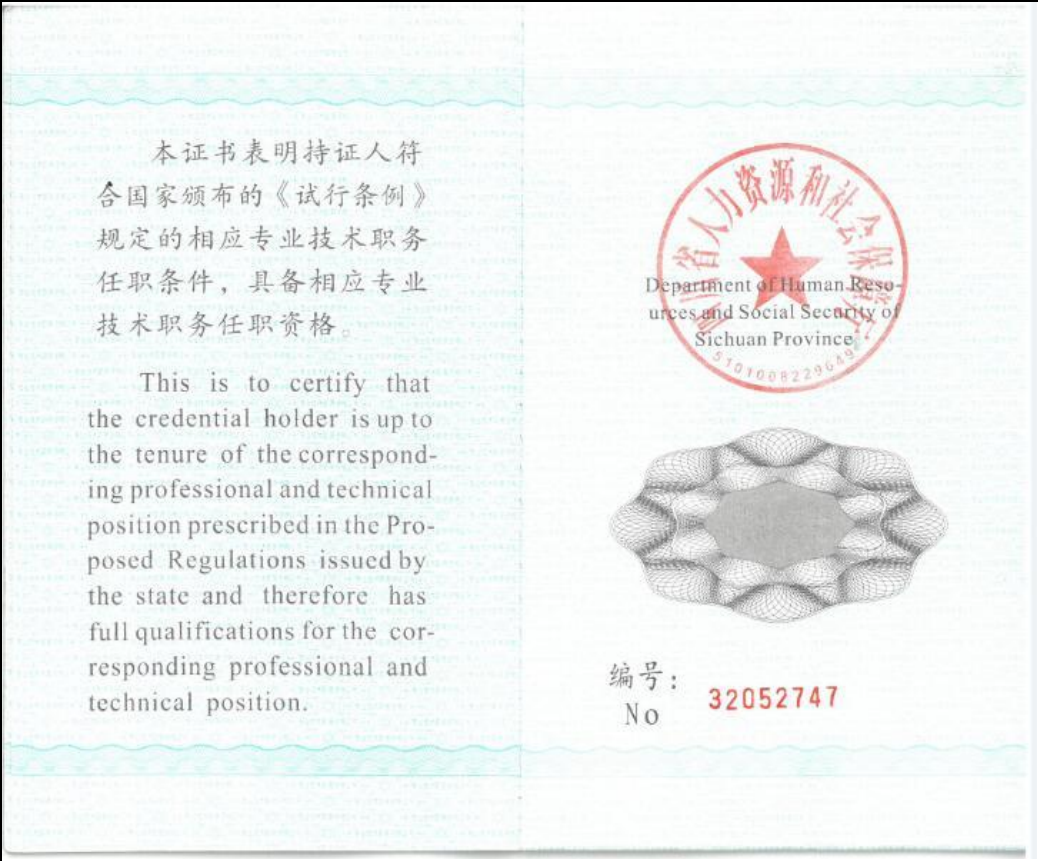 本证书表明持证人符
合国家颁布的《试行条例》
规定的相应专业技术职务
任职条件，具备相应专业
技术职务任职资格。
This is to certify that
the credential holder is up to
the tenure of the correspond-
ing professional and technical
position prescribed in the Pro-
posed Regulations issued by
the state and therefore has
full qualifications for the cor-
responding professional and
technical position.
四川省人力资源和社会保障厅
Department of Human Reso-
urces and Social Security of
Sichuan Province
5101008229649
编号：
No
32052747